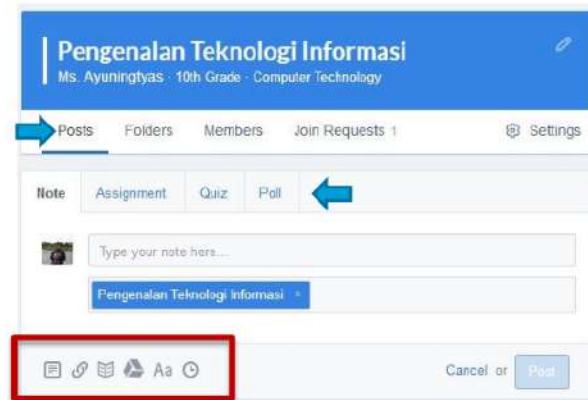 Pengenalan Teknologi Informasi
Ms. Ayuningtyas · 10th Grade · Computer Technology
Posts Folders Members Join Requests 1 Settings
Note Assignment Quiz Poll
Type your note here...
Pengenalan Teknologi Informasi ×
Aa Cancel or Post